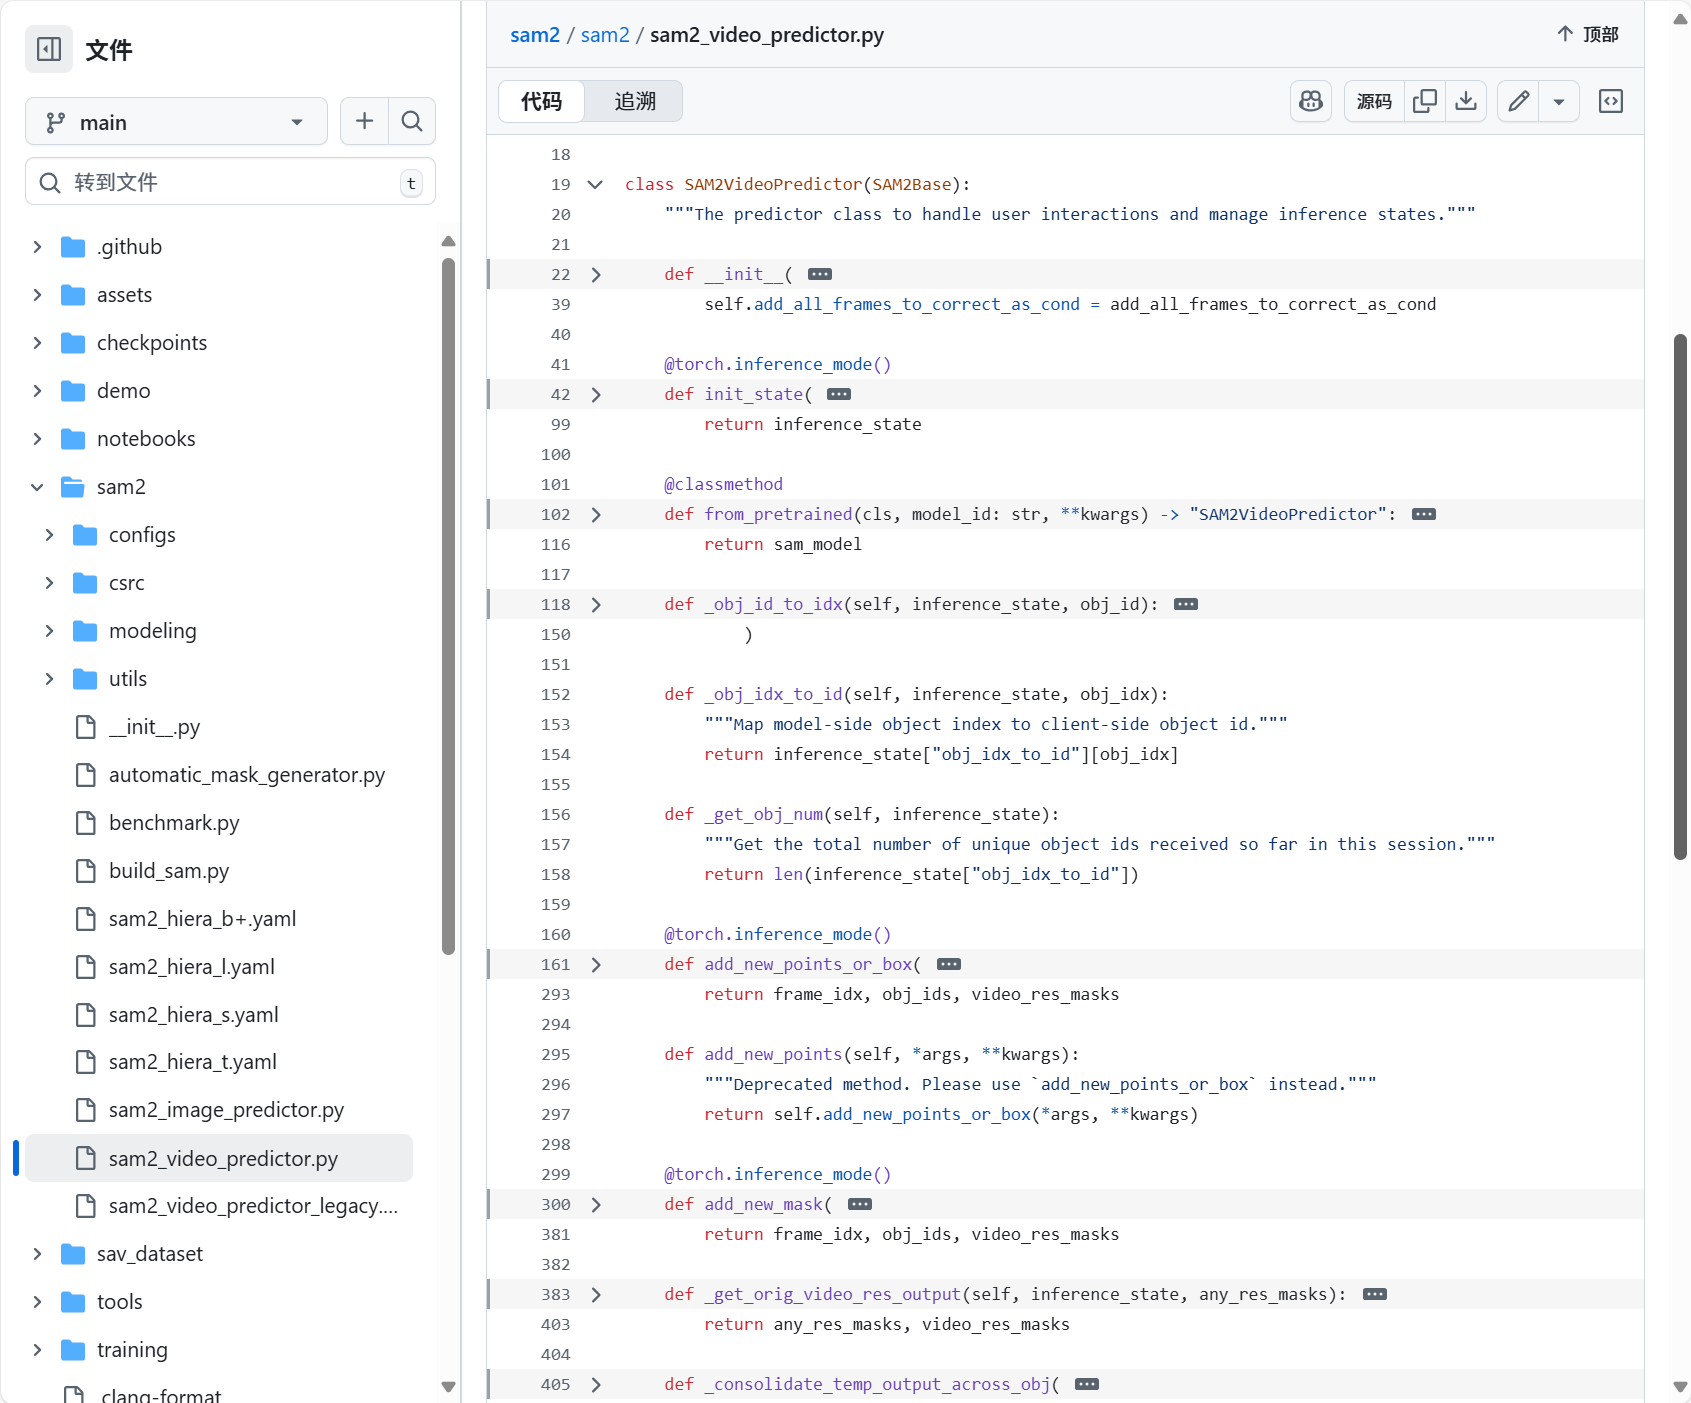 文件
main
转到文件
t
.github
assets
checkpoints
demo
notebooks
sam2
configs
csrc
modeling
utils
__init__.py
automatic_mask_generator.py
benchmark.py
build_sam.py
sam2_hiera_b+.yaml
sam2_hiera_l.yaml
sam2_hiera_s.yaml
sam2_hiera_t.yaml
sam2_image_predictor.py
sam2_video_predictor.py
sam2_video_predictor_legacy....
sav_dataset
tools
training
.clang-format
sam2 / sam2 / sam2_video_predictor.py
顶部
代码 追溯
源码
18
19 class SAM2VideoPredictor(SAM2Base):
20 """The predictor class to handle user interactions and manage inference states."""
21
22 def __init__( ...
39 self.add_all_frames_to_correct_as_cond = add_all_frames_to_correct_as_cond
40
41 @torch.inference_mode()
42 def init_state( ...
99 return inference_state
100
101 @classmethod
102 def from_pretrained(cls, model_id: str, **kwargs) -> "SAM2VideoPredictor": ...
116 return sam_model
117
118 def _obj_id_to_idx(self, inference_state, obj_id): ...
150 )
151
152 def _obj_idx_to_id(self, inference_state, obj_idx):
153 """Map model-side object index to client-side object id."""
154 return inference_state["obj_idx_to_id"][obj_idx]
155
156 def _get_obj_num(self, inference_state):
157 """Get the total number of unique object ids received so far in this session."""
158 return len(inference_state["obj_idx_to_id"])
159
160 @torch.inference_mode()
161 def add_new_points_or_box( ...
293 return frame_idx, obj_ids, video_res_masks
294
295 def add_new_points(self, *args, **kwargs):
296 """Deprecated method. Please use `add_new_points_or_box` instead."""
297 return self.add_new_points_or_box(*args, **kwargs)
298
299 @torch.inference_mode()
300 def add_new_mask( ...
381 return frame_idx, obj_ids, video_res_masks
382
383 def _get_orig_video_res_output(self, inference_state, any_res_masks): ...
403 return any_res_masks, video_res_masks
404
405 def _consolidate_temp_output_across_obj( ...